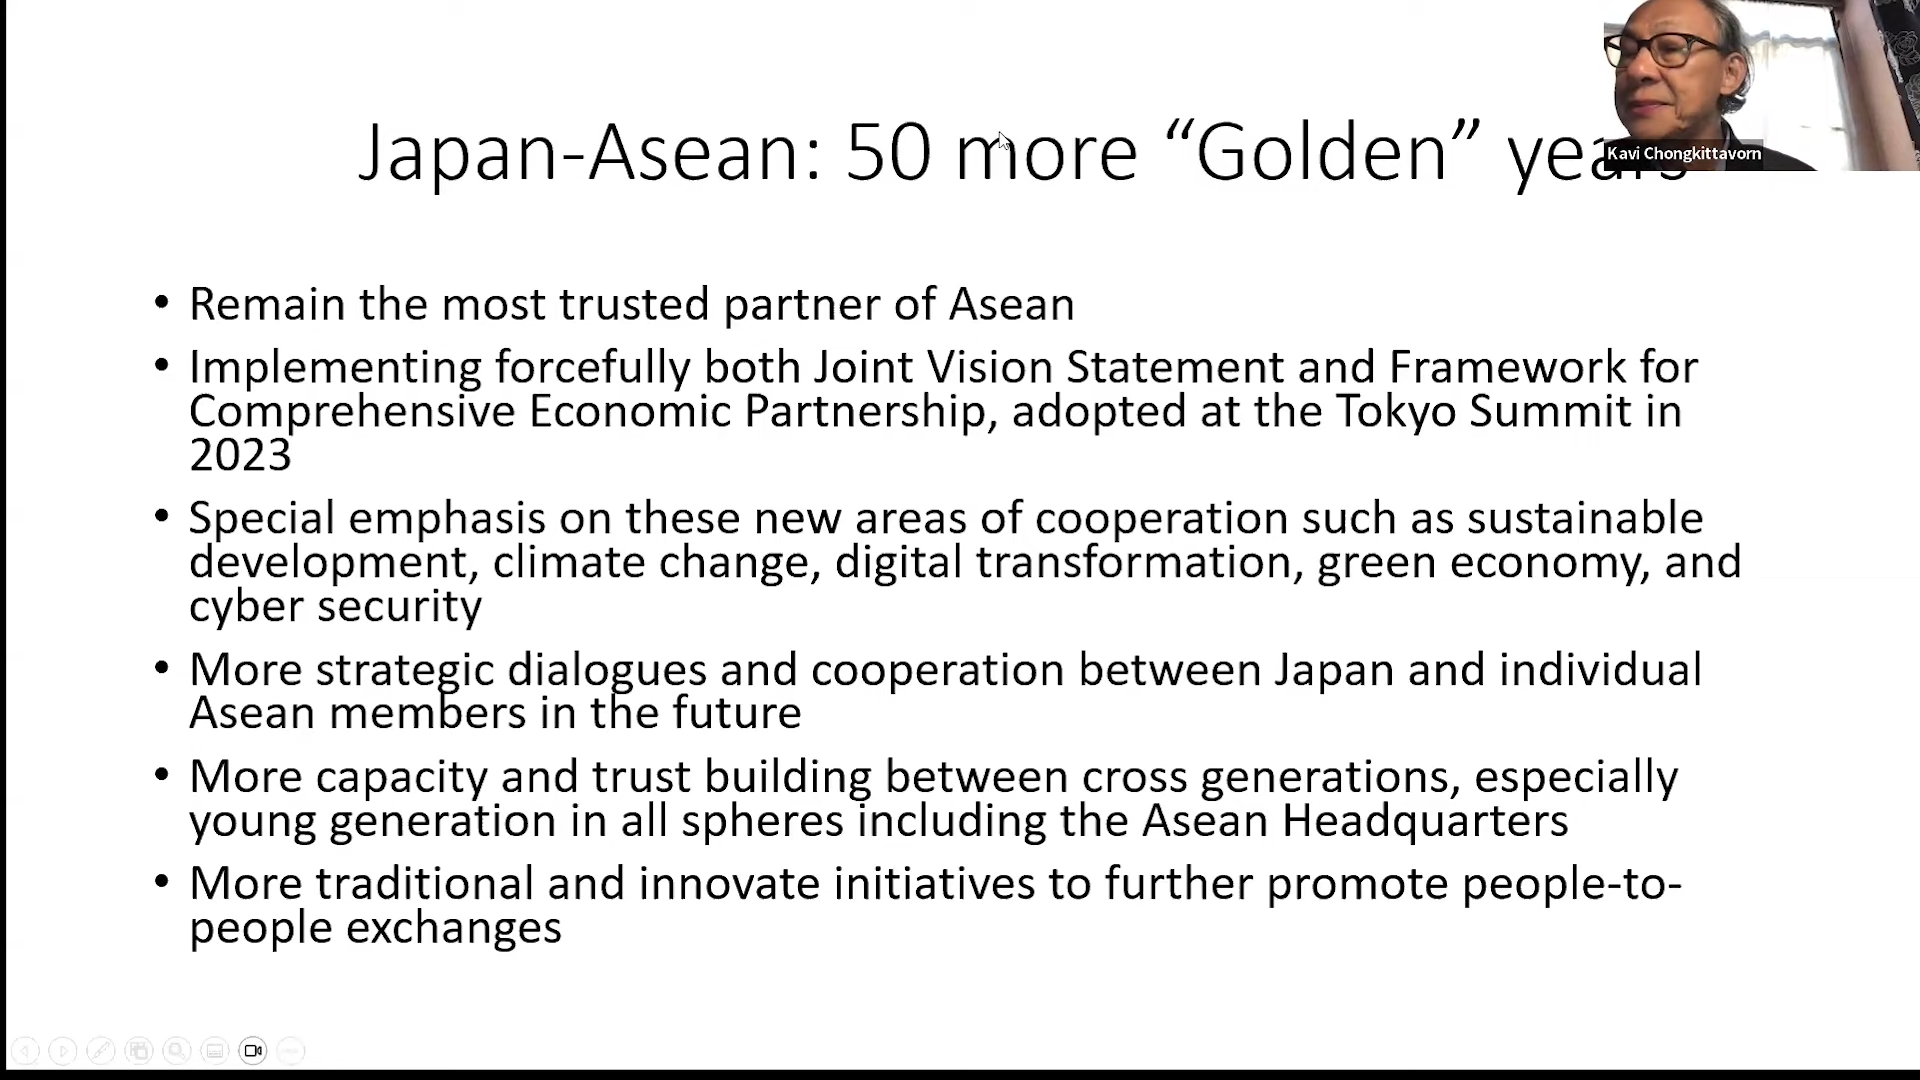 Japan-Asean: 50 more “Golden” years
Kavi Chongkittavorn
• Remain the most trusted partner of Asean
• Implementing forcefully both Joint Vision Statement and Framework for
Comprehensive Economic Partnership, adopted at the Tokyo Summit in
2023
• Special emphasis on these new areas of cooperation such as sustainable
development, climate change, digital transformation, green economy, and
cyber security
• More strategic dialogues and cooperation between Japan and individual
Asean members in the future
• More capacity and trust building between cross generations, especially
young generation in all spheres including the Asean Headquarters
• More traditional and innovate initiatives to further promote people-to-
people exchanges